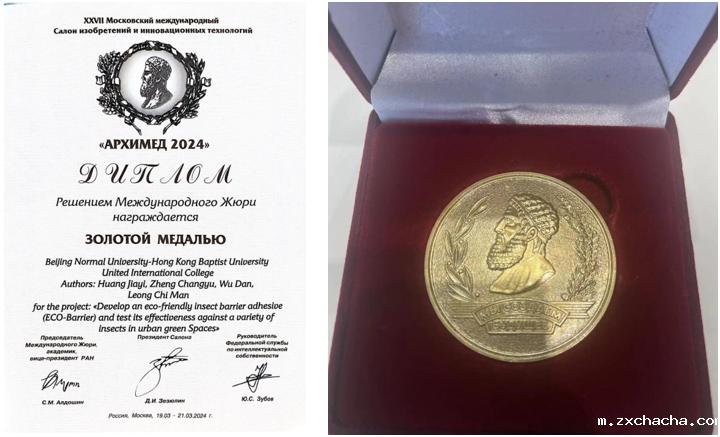 XXVII Московский международный
Салон изобретений и инновационных технологий
«АРХИМЕД 2024»
ДИПЛОМ
Решением Международного Жюри
награждается
ЗОЛОТОЙ МЕДАЛЬЮ
Beijing Normal University-Hong Kong Baptist University
United International College
Authors: Huang Jiayi, Zheng Changyu, Wu Dan,
Leong Chi Man
for the project: «Develop an eco-friendly insect barrier adhesive
(ECO-Barrier) and test its effectiveness against a variety of
insects in urban green Spaces»
Председатель
Международного Жюри,
академик,
вице-президент РАН
С.М. Алдошин
Президент Салона
Д.И. Зезюлин
Руководитель
Федеральной службы
по интеллектуальной
собственности
Ю.С. Зубов
Россия, Москва, 19.03 - 21.03.2024 г.
m.zxchacha.com